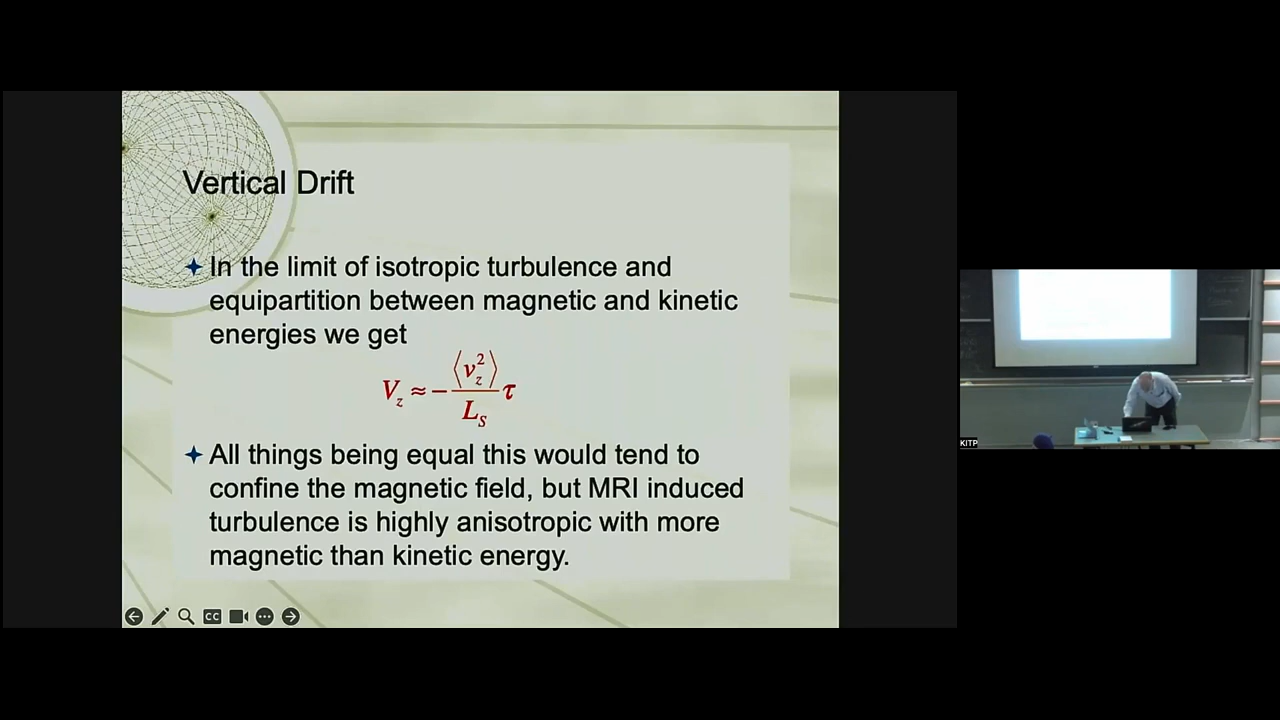 Vertical Drift
In the limit of isotropic turbulence and
equipartition between magnetic and kinetic
energies we get
V_z ≈ − ⟨v_z^2⟩ / L_S τ
All things being equal this would tend to
confine the magnetic field, but MRI induced
turbulence is highly anisotropic with more
magnetic than kinetic energy.
CC
KITP